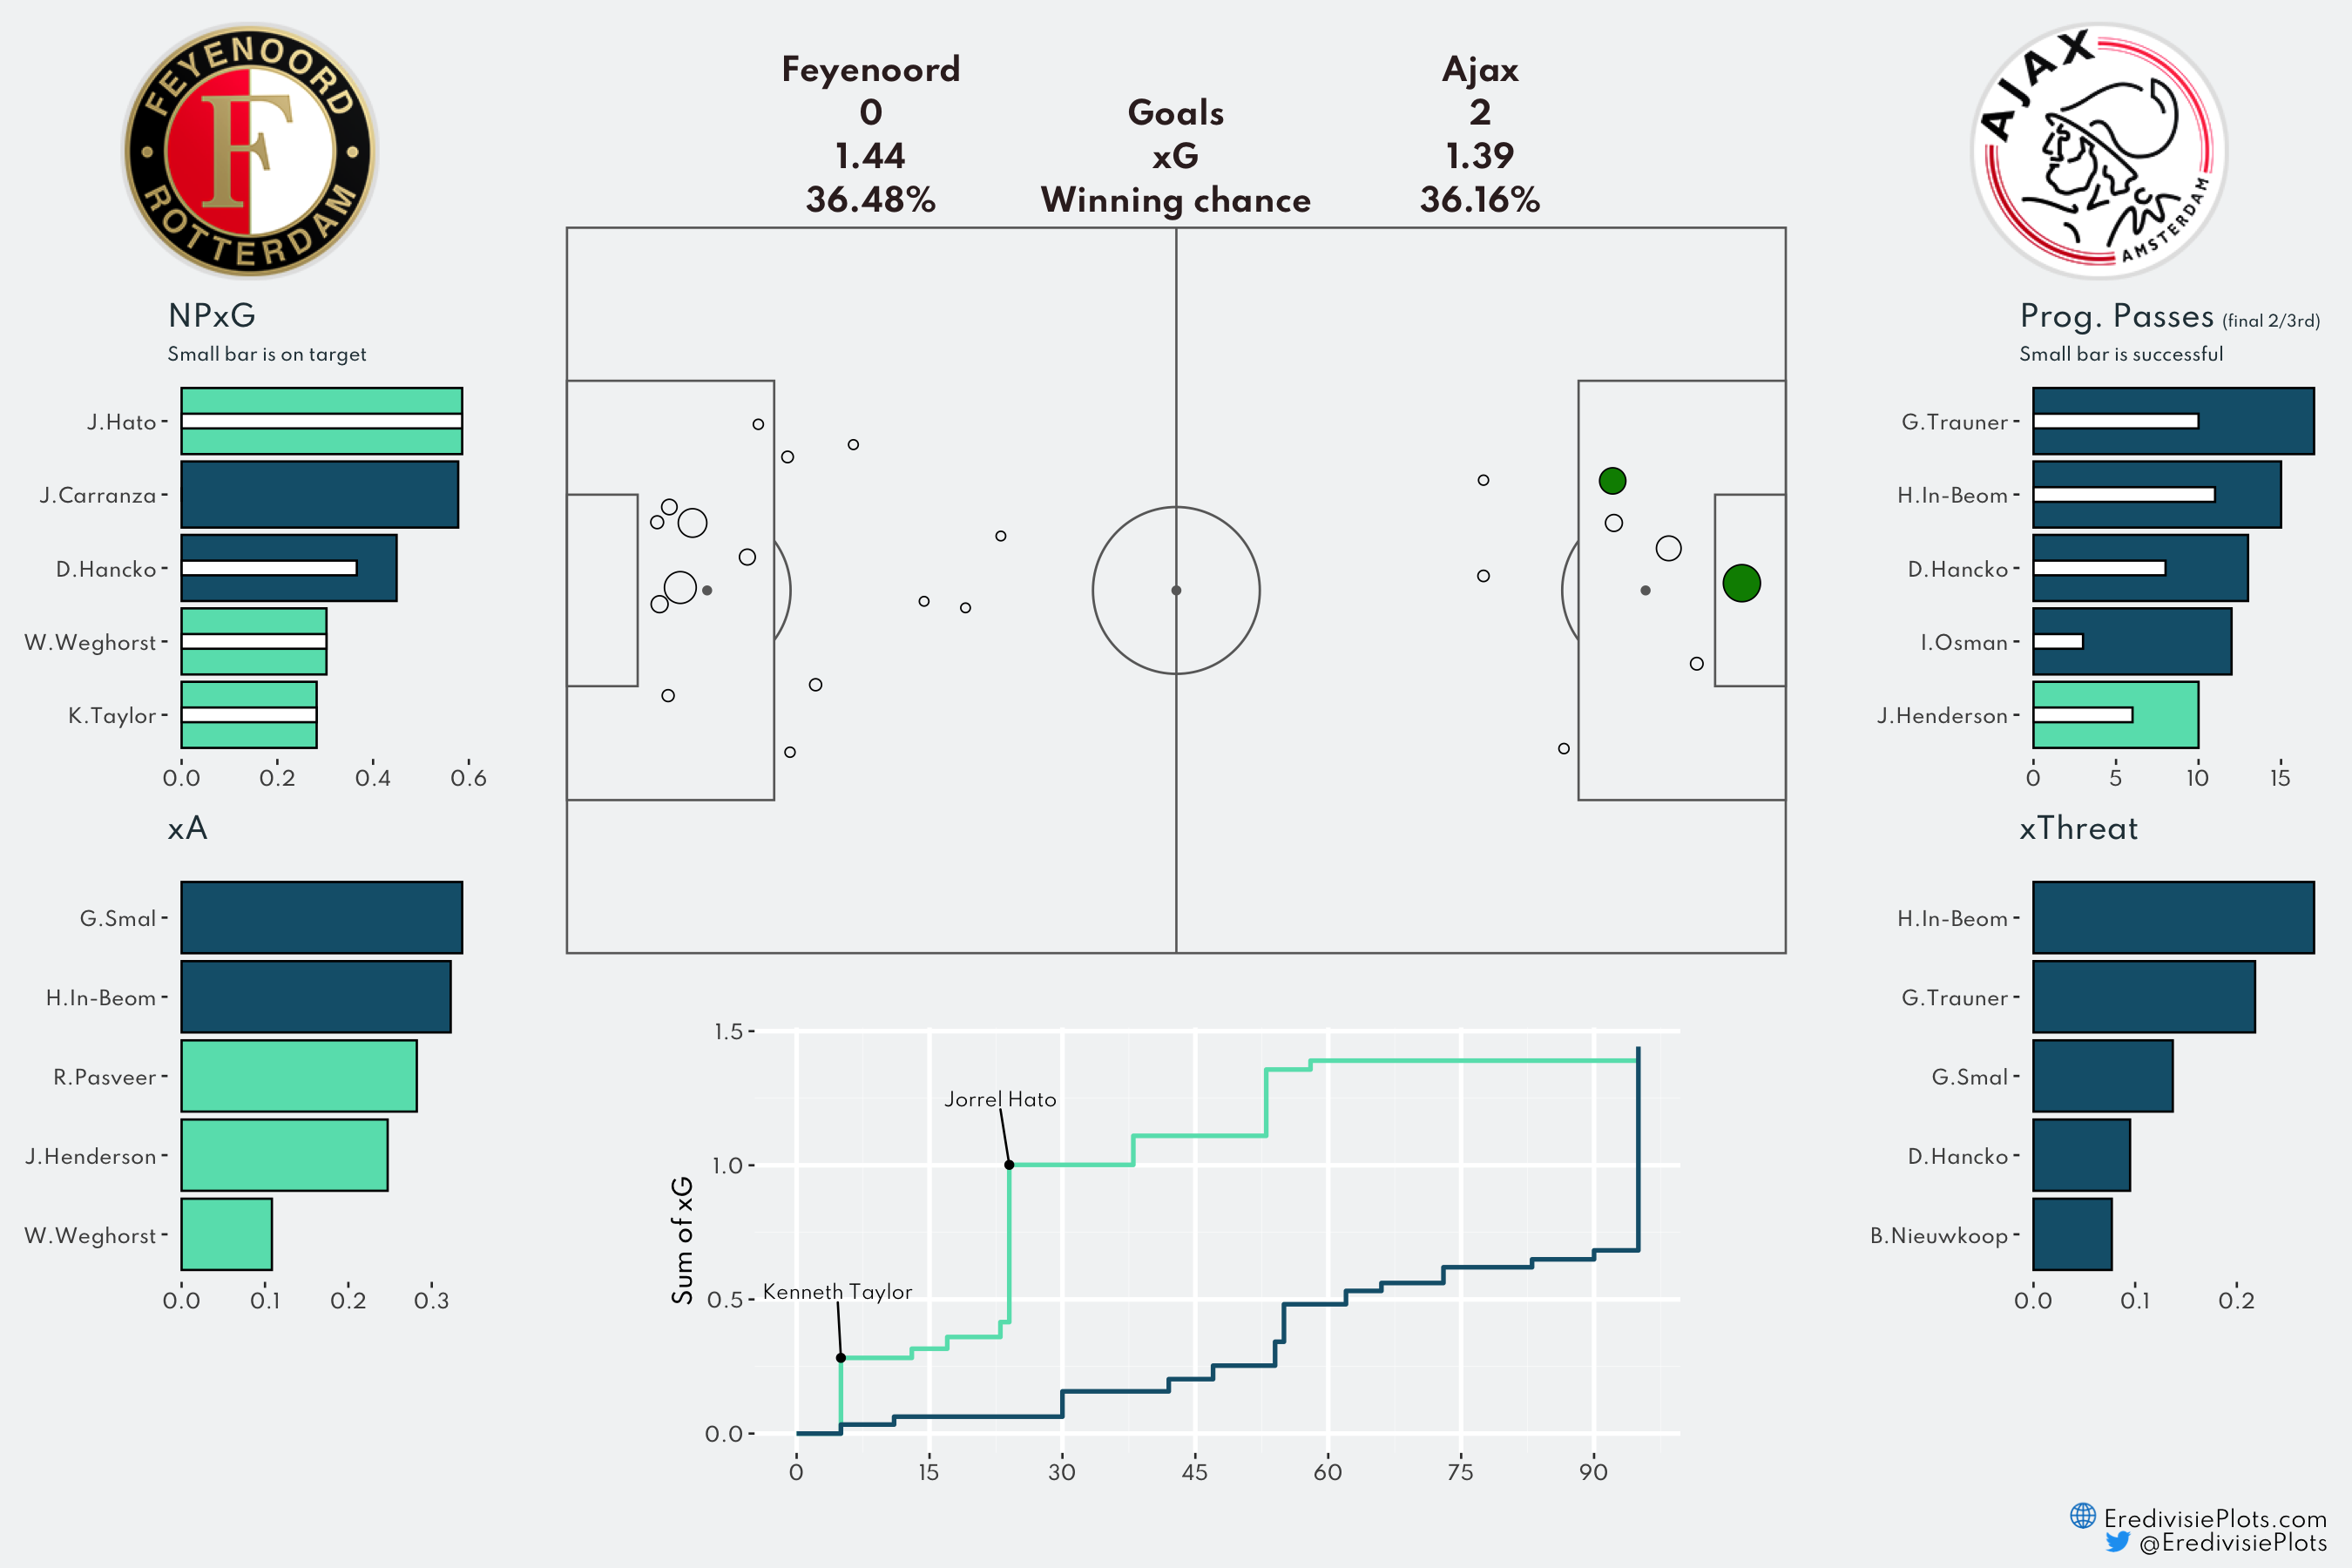 FEYENOORD
ROTTERDAM
F
Feyenoord Ajax
0 Goals 2
1.44 xG 1.39
36.48% Winning chance 36.16%
AJAX
AMSTERDAM
NPxG
Small bar is on target
J.Hato
J.Carranza
D.Hancko
W.Weghorst
K.Taylor
0.0 0.2 0.4 0.6
xA
G.Smal
H.In-Beom
R.Pasveer
J.Henderson
W.Weghorst
0.0 0.1 0.2 0.3
Sum of xG
1.5
1.0
0.5
0.0
Jorrel Hato
Kenneth Taylor
0 15 30 45 60 75 90
Prog. Passes (final 2/3rd)
Small bar is successful
G.Trauner
H.In-Beom
D.Hancko
I.Osman
J.Henderson
0 5 10 15
xThreat
H.In-Beom
G.Trauner
G.Smal
D.Hancko
B.Nieuwkoop
0.0 0.1 0.2
EredivisiePlots.com
@EredivisiePlots